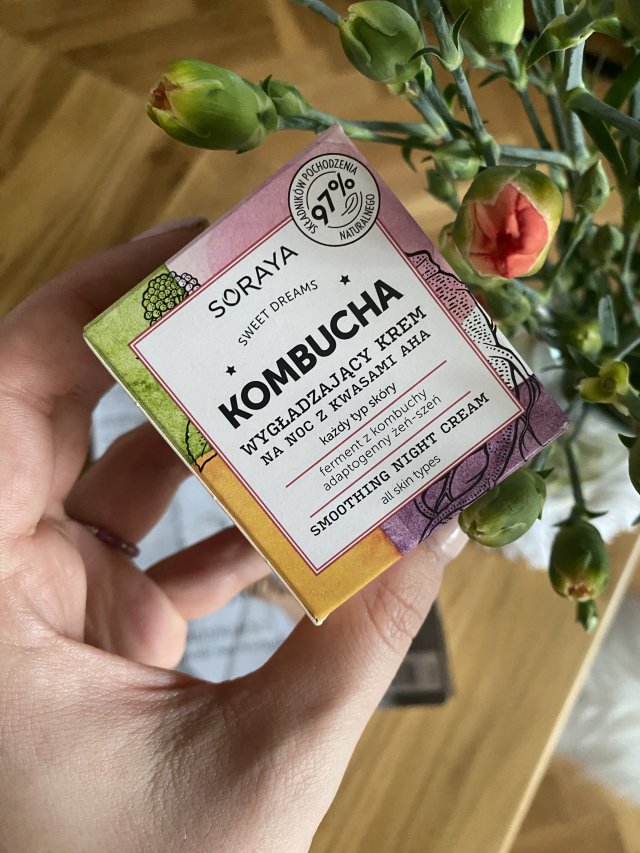 SKŁADNIKÓW POCHODZENIA
97%
NATURALNEGO
SORAYA
SWEET DREAMS
KOMBUCHA
WYGŁADZAJĄCY KREM
NA NOC Z KWASAMI AHA
każdy typ skóry
ferment z kombuchy
adaptogenny żeń-szeń
SMOOTHING NIGHT CREAM
all skin types